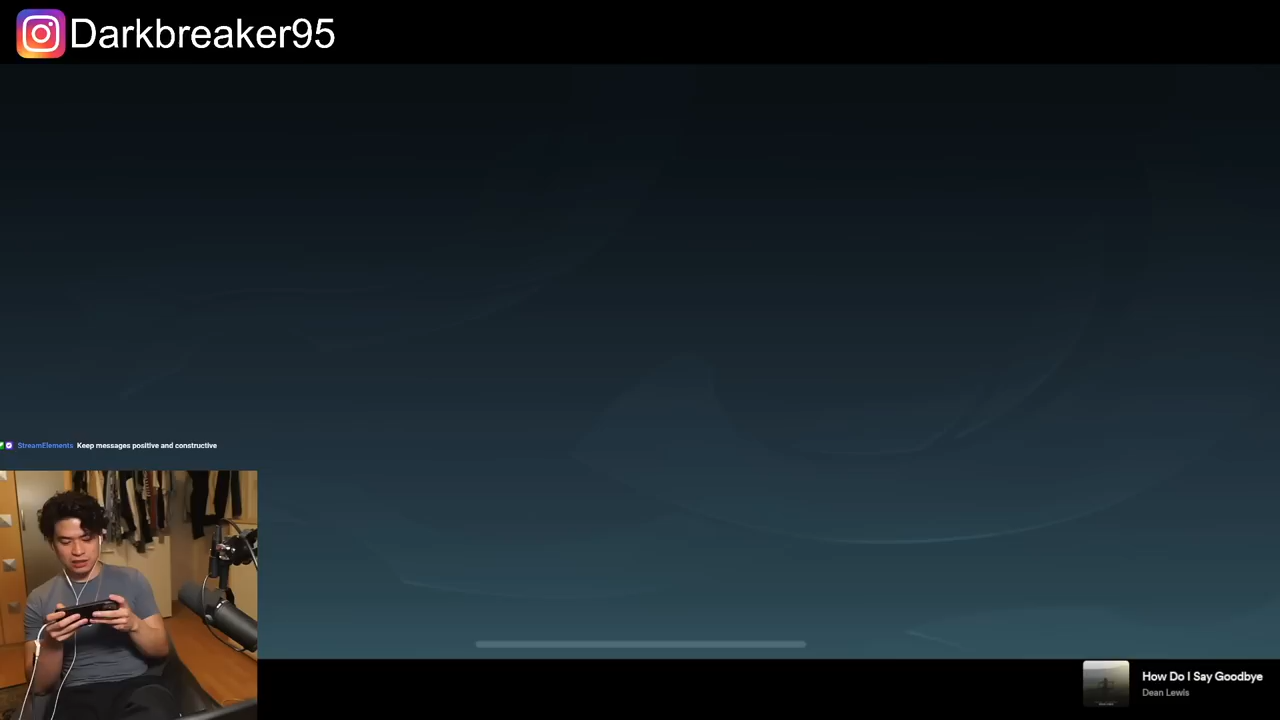 Darkbreaker95
StreamElements Keep messages positive and constructive
How Do I Say Goodbye
Dean Lewis